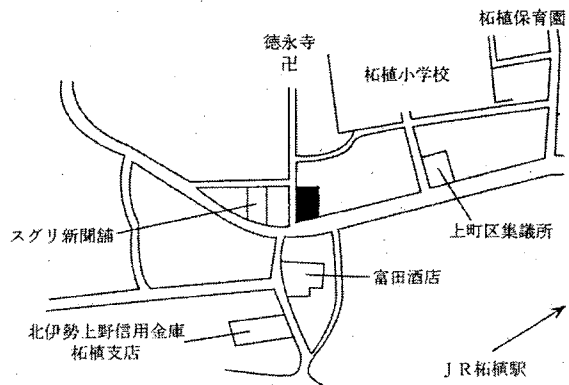 柘植保育園
徳永寺
卍
柘植小学校
スグリ新聞舗
上町区集議所
富田酒店
北伊勢上野信用金庫
柘植支店
JR柘植駅